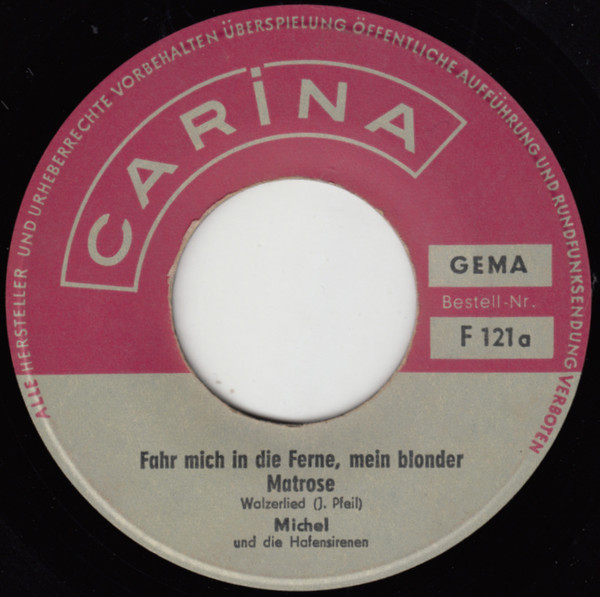 ALLE HERSTELLER- UND URHEBERRECHTE VORBEHALTEN ÜBERSPIELUNG ÖFFENTLICHE AUFFÜHRUNG UND RUNDFUNKSENDUNG VERBOTEN
CARiNA
GEMA
Bestell-Nr.
F 121a
Fahr mich in die Ferne, mein blonder
Matrose
Walzerlied (J. Pfeil)
Michel
und die Hafensirenen